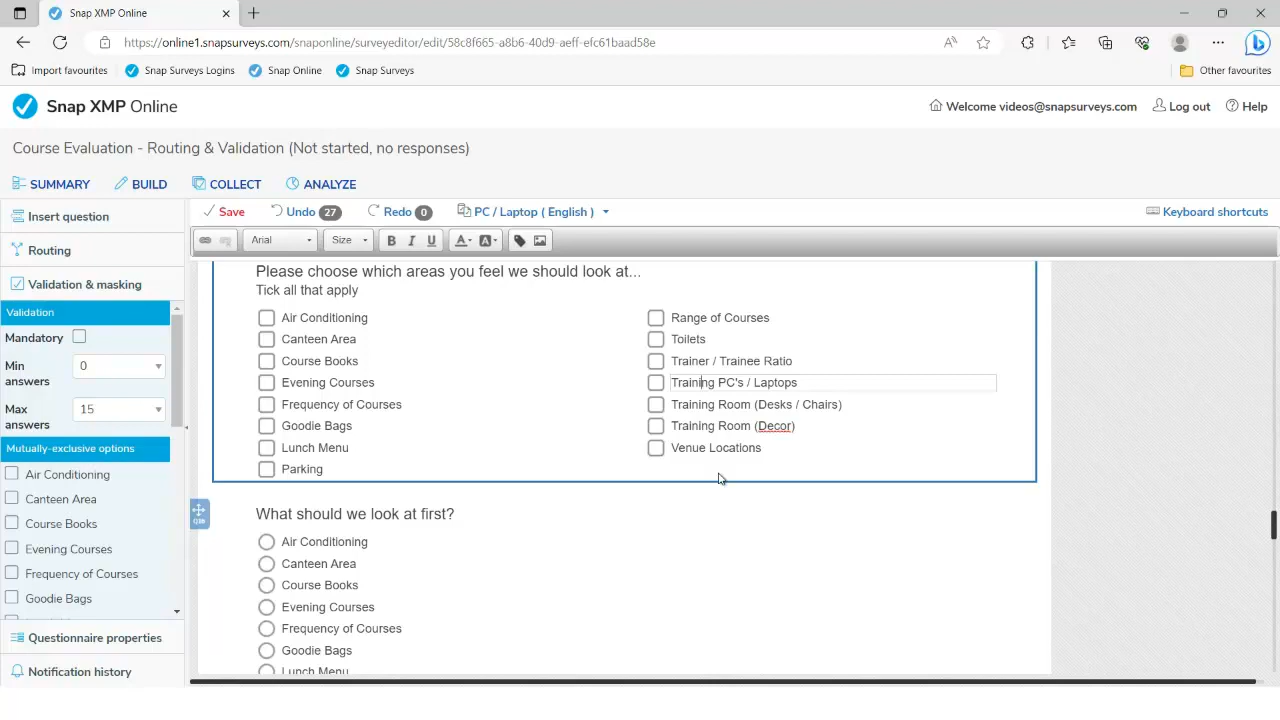 Snap XMP Online
https://online1.snapsurveys.com/snaponline/surveyeditor/edit/58c8f665-a8b6-40d9-aeff-efc61baad58e
Import favourites
Snap Surveys Logins
Snap Online
Snap Surveys
Other favourites
Snap XMP Online
Welcome videos@snapsurveys.com
Log out
Help
Course Evaluation - Routing & Validation (Not started, no responses)
SUMMARY
BUILD
COLLECT
ANALYZE
Insert question
Save
Undo 27
Redo 0
PC / Laptop ( English )
Keyboard shortcuts
Arial
Size
B I U
A
A
Routing
Validation & masking
Validation
Mandatory
Min answers
0
Max answers
15
Mutually-exclusive options
Air Conditioning
Canteen Area
Course Books
Evening Courses
Frequency of Courses
Goodie Bags
Questionnaire properties
Notification history
Please choose which areas you feel we should look at...
Tick all that apply
Air Conditioning
Canteen Area
Course Books
Evening Courses
Frequency of Courses
Goodie Bags
Lunch Menu
Parking
Range of Courses
Toilets
Trainer / Trainee Ratio
Training PC's / Laptops
Training Room (Desks / Chairs)
Training Room (Decor)
Venue Locations
What should we look at first?
Air Conditioning
Canteen Area
Course Books
Evening Courses
Frequency of Courses
Goodie Bags
Lunch Menu